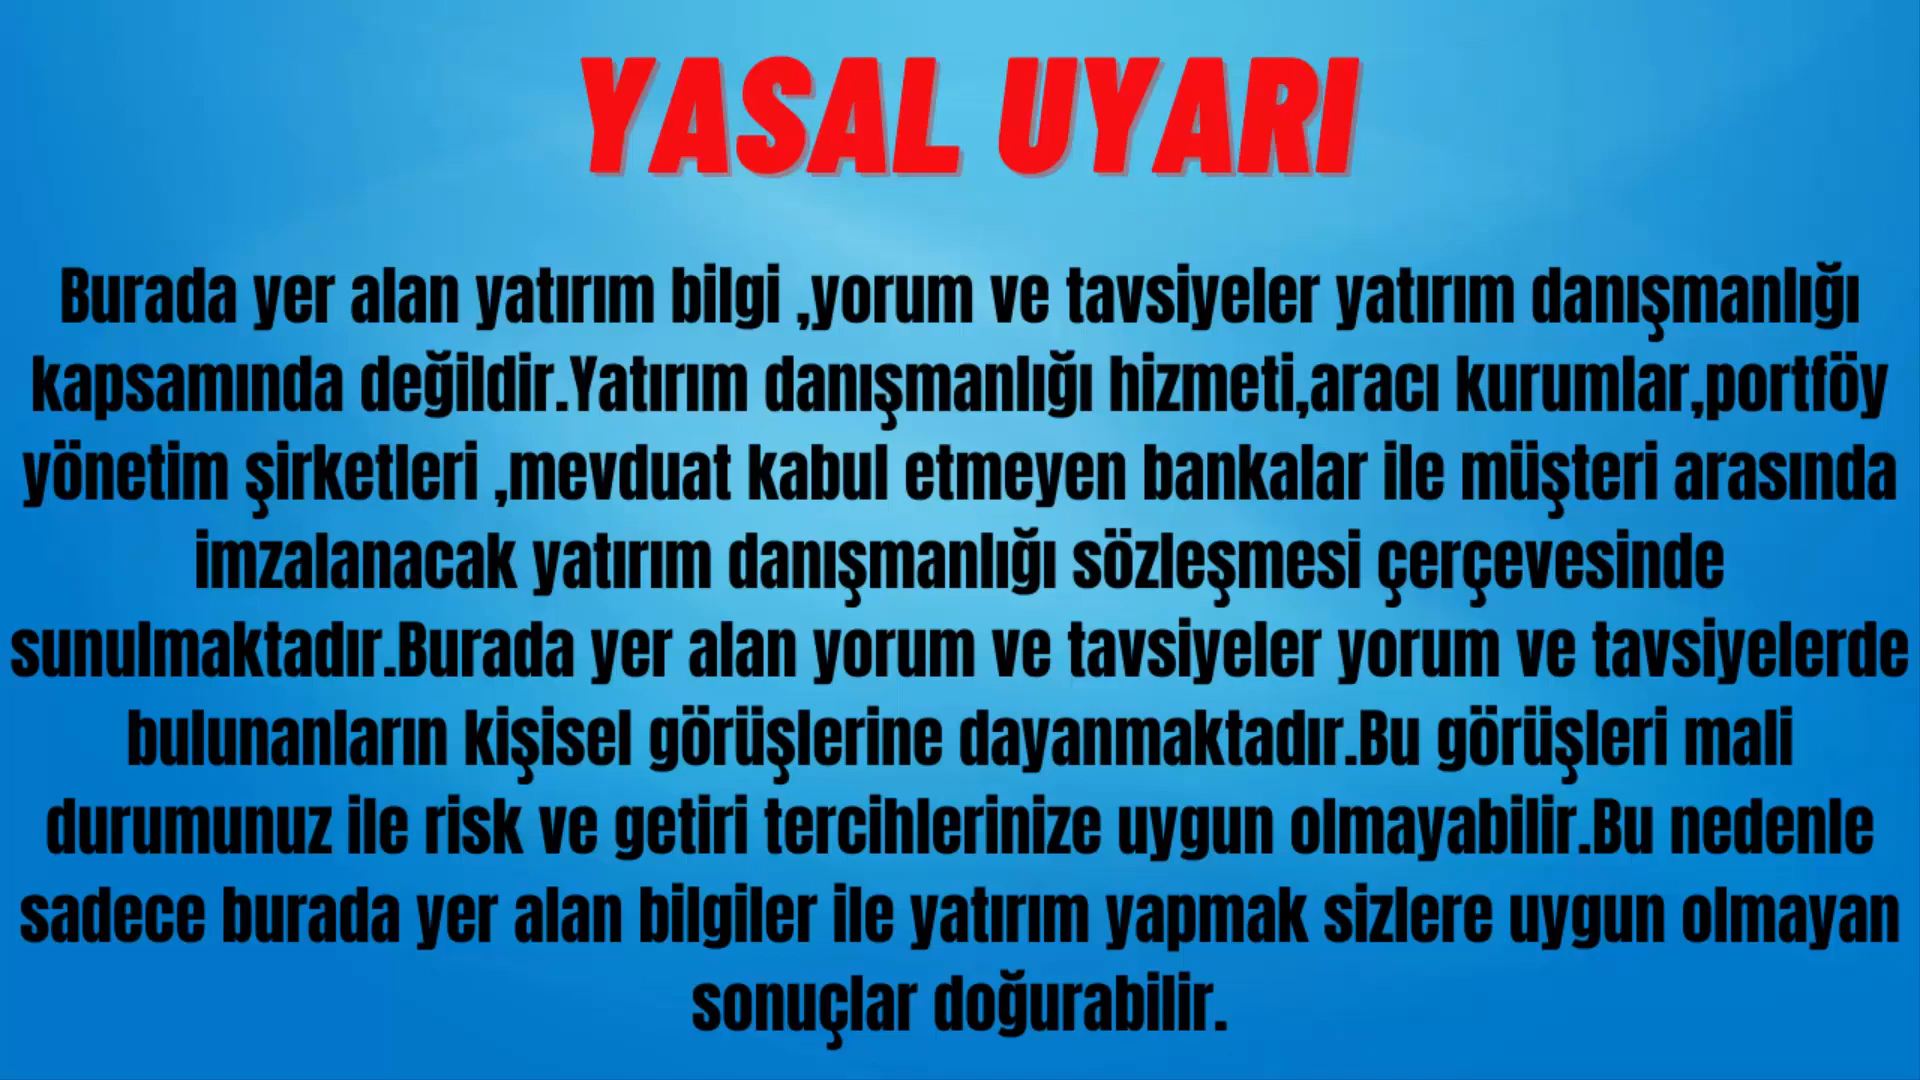 YASAL UYARI
Burada yer alan yatırım bilgi ,yorum ve tavsiyeler yatırım danışmanlığı
kapsamında değildir.Yatırım danışmanlığı hizmeti,aracı kurumlar,portföy
yönetim şirketleri ,mevduat kabul etmeyen bankalar ile müşteri arasında
imzalanacak yatırım danışmanlığı sözleşmesi çerçevesinde
sunulmaktadır.Burada yer alan yorum ve tavsiyeler yorum ve tavsiyelerde
bulunanların kişisel görüşlerine dayanmaktadır.Bu görüşleri mali
durumunuz ile risk ve getiri tercihlerinize uygun olmayabilir.Bu nedenle
sadece burada yer alan bilgiler ile yatırım yapmak sizlere uygun olmayan
sonuçlar doğurabilir.